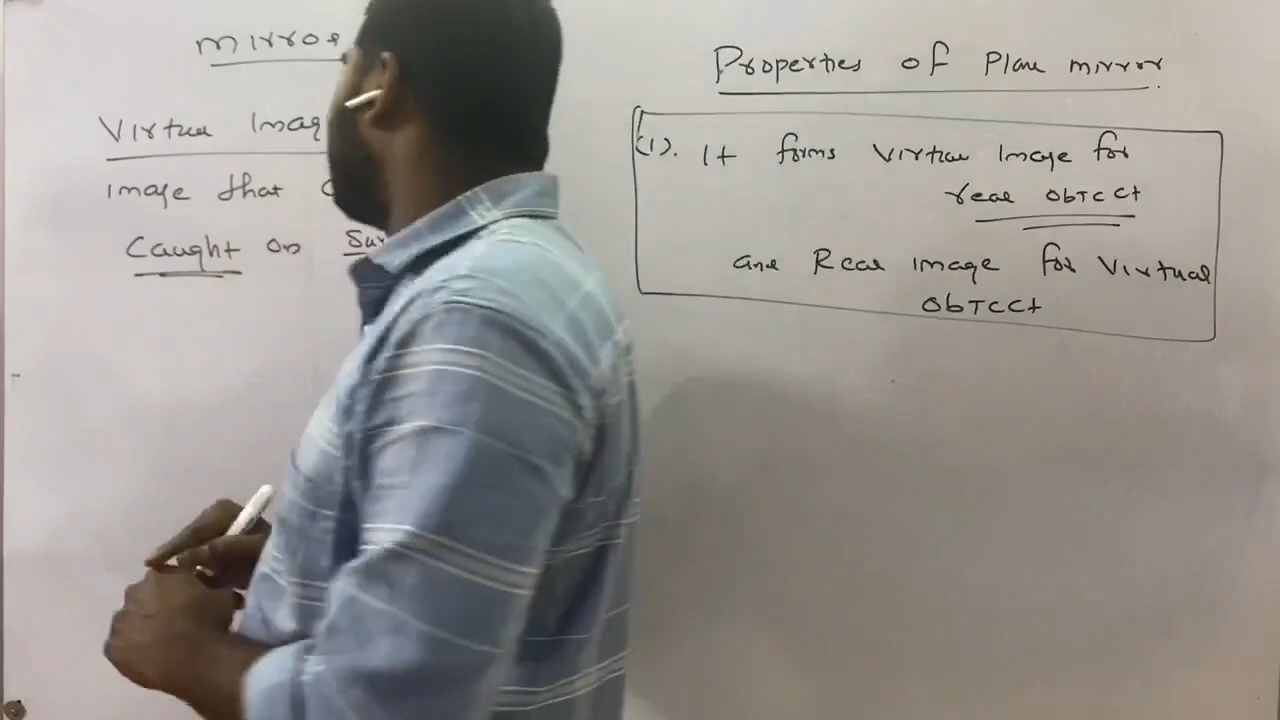 Mirror
Virtual Imag
image that
Caught on Sur
Properties of Plane mirror
(1). It forms Virtual Image for
real ObJect
and Real image for Virtual
ObJect